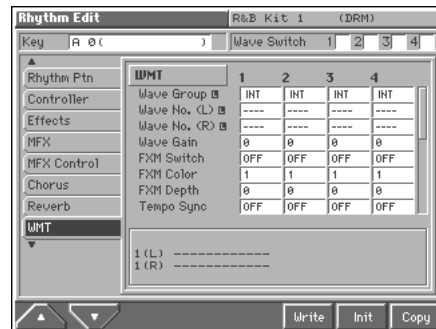 Rhythm Edit R&B Kit 1 (DRM)
Key A 0( ) Wave Switch 1 2 3 4
Rhythm Ptn
Controller
Effects
MFX
MFX Control
Chorus
Reverb
WMT
WMT 1 2 3 4
Wave Group INT INT INT INT
Wave No. (L) ---- ---- ---- ----
Wave No. (R) ---- ---- ---- ----
Wave Gain 0 0 0 0
FXM Switch OFF OFF OFF OFF
FXM Color 1 1 1 1
FXM Depth 0 0 0 0
Tempo Sync OFF OFF OFF OFF
1(L) ------------
1(R) ------------
Write Init Copy